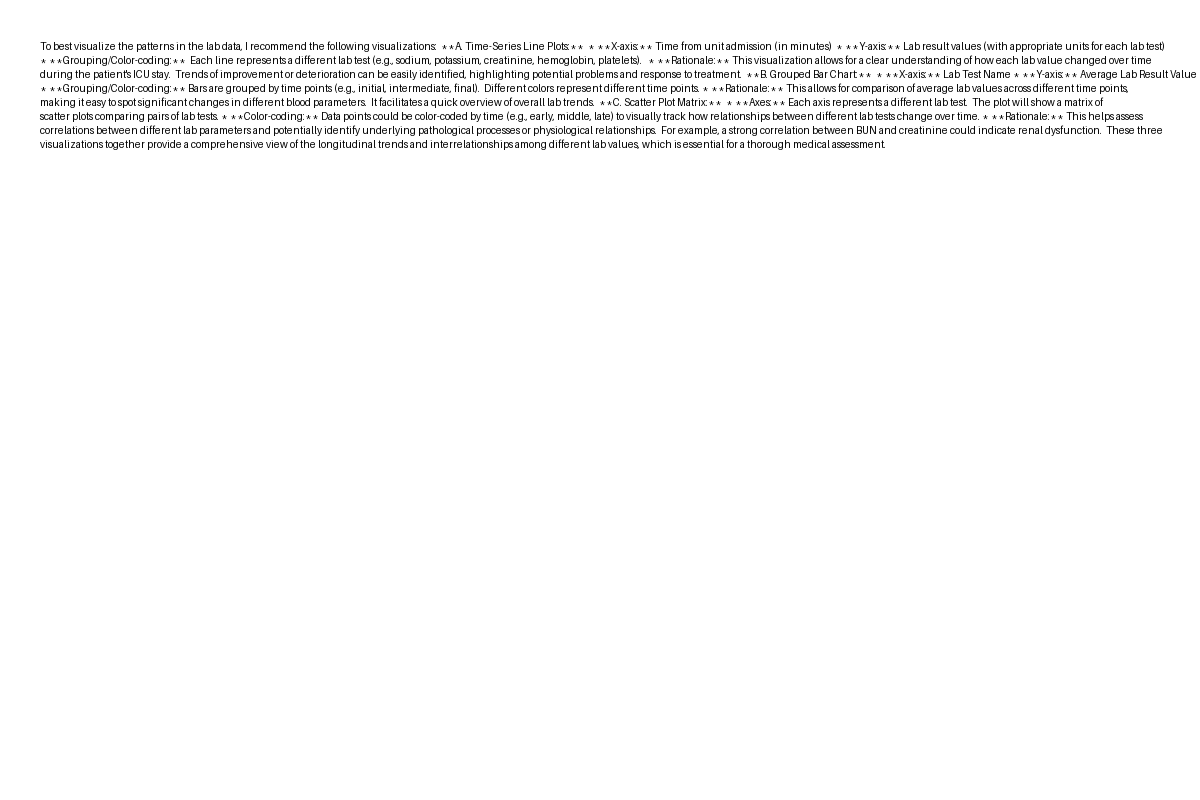 To best visualize the patterns in the lab data, I recommend the following visualizations:  **A. Time-Series Line Plots:**  * **X-axis:** Time from unit admission (in minutes)  * **Y-axis:** Lab result values (with appropriate units for each lab test)
* **Grouping/Color-coding:**  Each line represents a different lab test (e.g., sodium, potassium, creatinine, hemoglobin, platelets).  * **Rationale:** This visualization allows for a clear understanding of how each lab value changed over time
during the patient's ICU stay.  Trends of improvement or deterioration can be easily identified, highlighting potential problems and response to treatment.  **B. Grouped Bar Chart:**  * **X-axis:** Lab Test Name * **Y-axis:** Average Lab Result Value
* **Grouping/Color-coding:** Bars are grouped by time points (e.g., initial, intermediate, final).  Different colors represent different time points. * **Rationale:** This allows for comparison of average lab values across different time points,
making it easy to spot significant changes in different blood parameters.  It facilitates a quick overview of overall lab trends.  **C. Scatter Plot Matrix:**  * **Axes:** Each axis represents a different lab test.  The plot will show a matrix of
scatter plots comparing pairs of lab tests. * **Color-coding:** Data points could be color-coded by time (e.g., early, middle, late) to visually track how relationships between different lab tests change over time. * **Rationale:** This helps assess
correlations between different lab parameters and potentially identify underlying pathological processes or physiological relationships.  For example, a strong correlation between BUN and creatinine could indicate renal dysfunction.  These three
visualizations together provide a comprehensive view of the longitudinal trends and interrelationships among different lab values, which is essential for a thorough medical assessment.